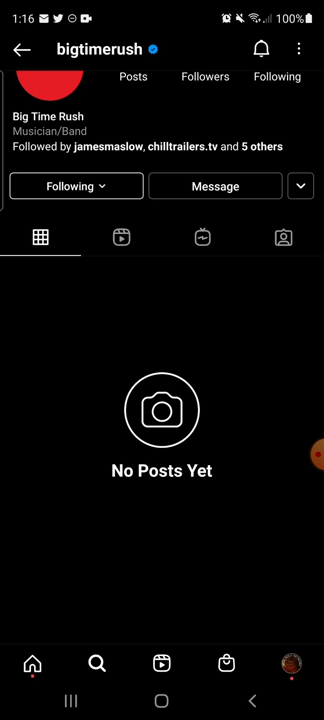 1:16 100%
bigtimerush
Posts Followers Following
Big Time Rush
Musician/Band
Followed by jamesmaslow, chilltrailers.tv and 5 others
Following Message
No Posts Yet